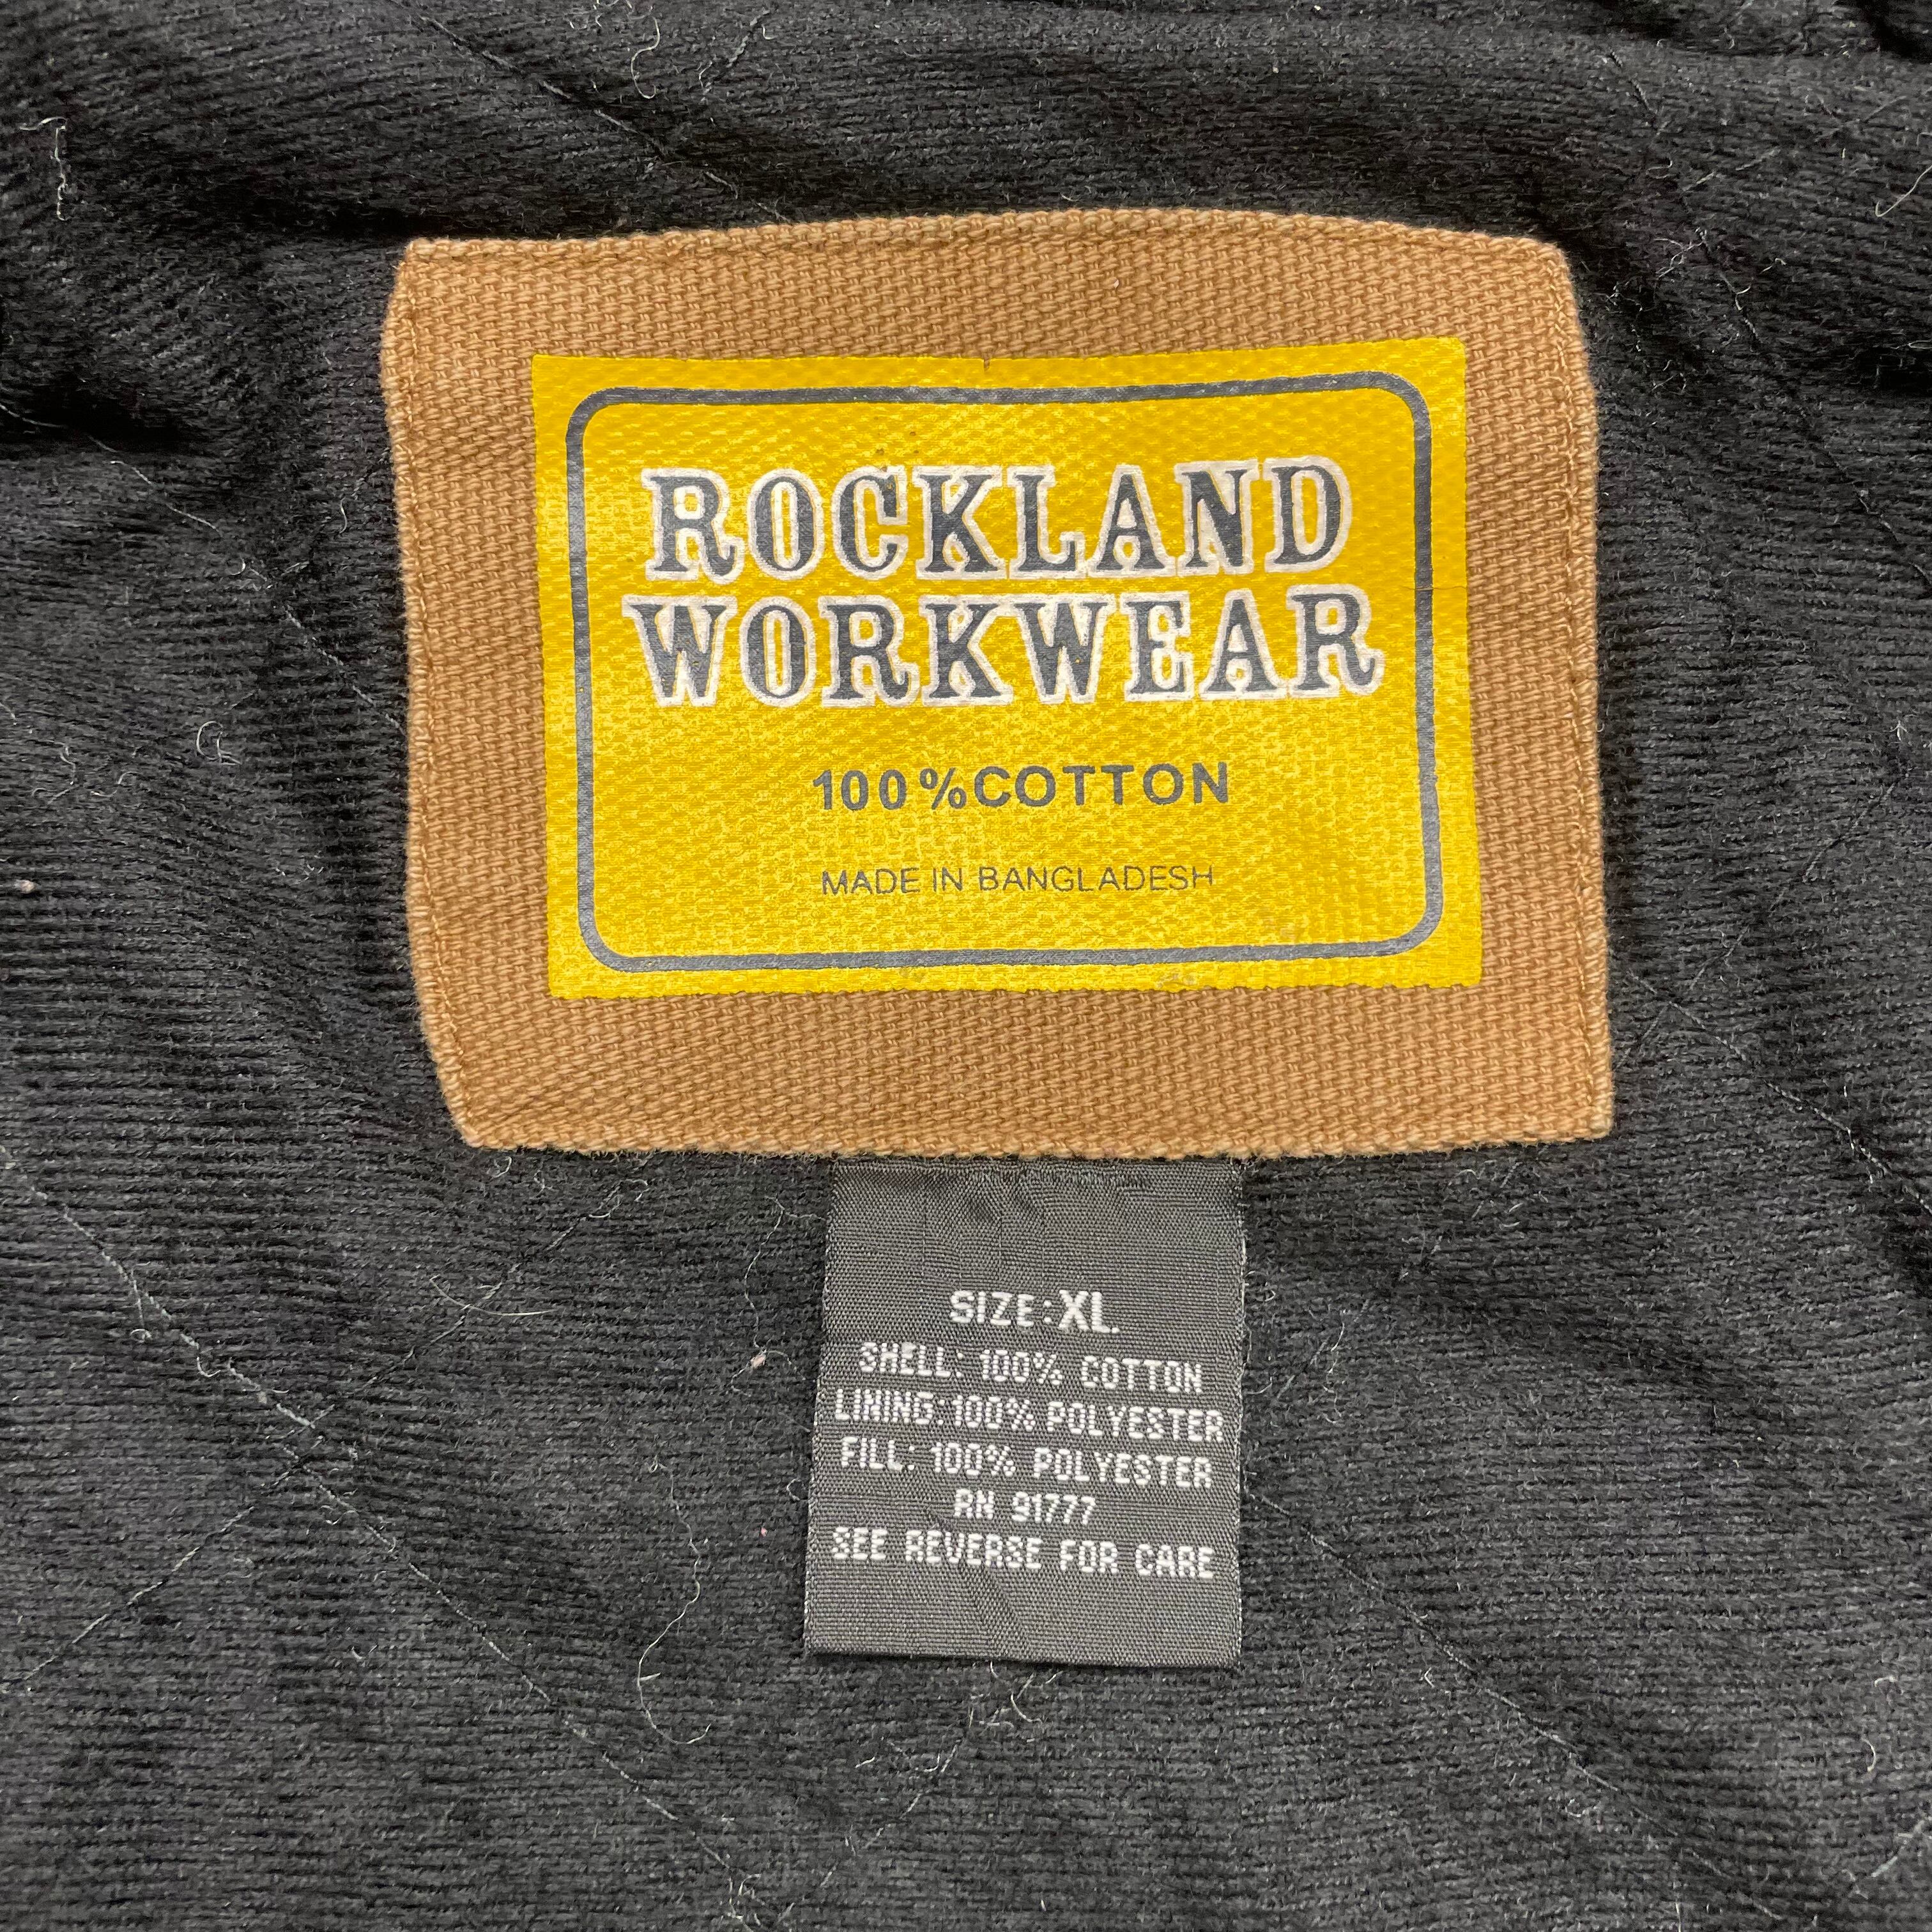 ROCKLAND
WORKWEAR
100%COTTON
MADE IN BANGLADESH
SIZE:XL
SHELL: 100% COTTON
LINING:100% POLYESTER
FILL: 100% POLYESTER
RN 91777
SEE REVERSE FOR CARE